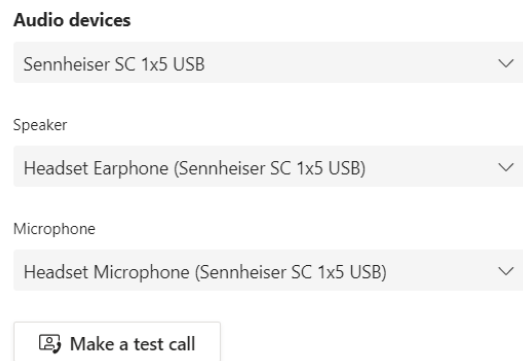 Audio devices
Sennheiser SC 1x5 USB
Speaker
Headset Earphone (Sennheiser SC 1x5 USB)
Microphone
Headset Microphone (Sennheiser SC 1x5 USB)
Make a test call